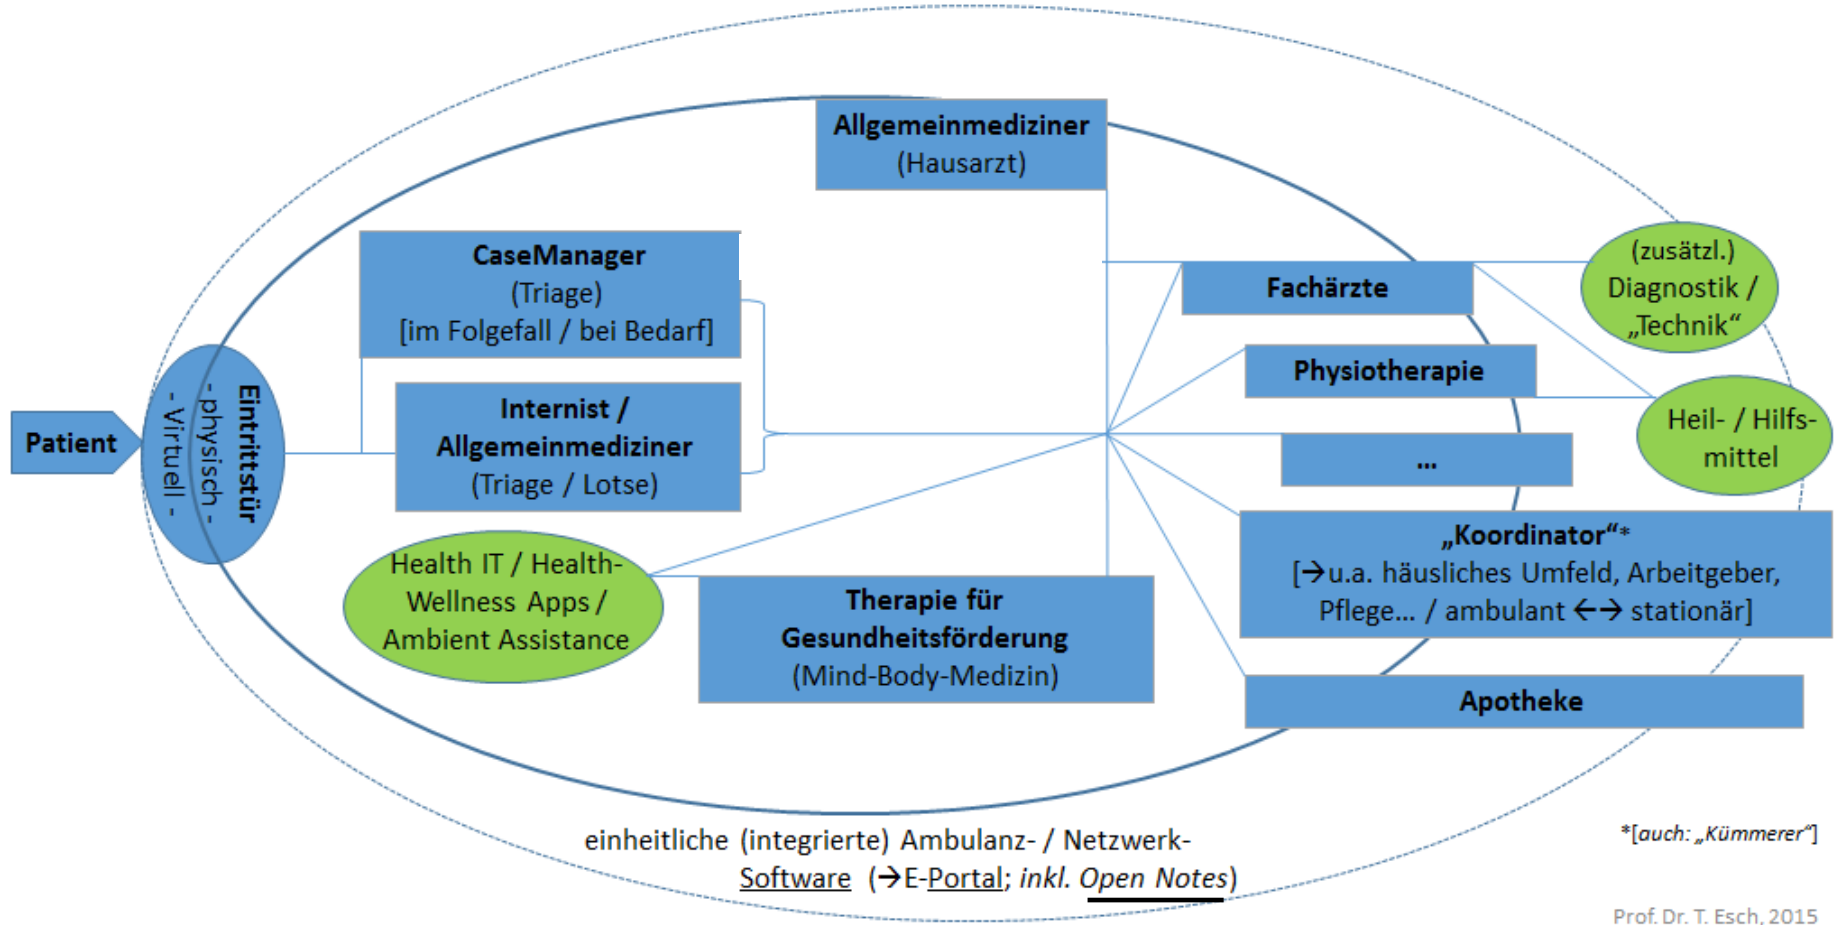 Allgemeinmediziner
(Hausarzt)
CaseManager
(Triage)
[im Folgefall / bei Bedarf]
(zusätzl.)
Diagnostik /
„Technik“
Fachärzte
Physiotherapie
Patient
Eintrittstür
- physisch -
- Virtuell -
Internist /
Allgemeinmediziner
(Triage / Lotse)
Heil- / Hilfs-
mittel
...
„Koordinator“*
[→u.a. häusliches Umfeld, Arbeitgeber,
Pflege... / ambulant ←→ stationär]
Health IT / Health-
Wellness Apps /
Ambient Assistance
Therapie für
Gesundheitsförderung
(Mind-Body-Medizin)
Apotheke
einheitliche (integrierte) Ambulanz- / Netzwerk-
Software (→E-Portal; inkl. Open Notes)
*[auch: „Kümmerer“]
Prof. Dr. T. Esch, 2015